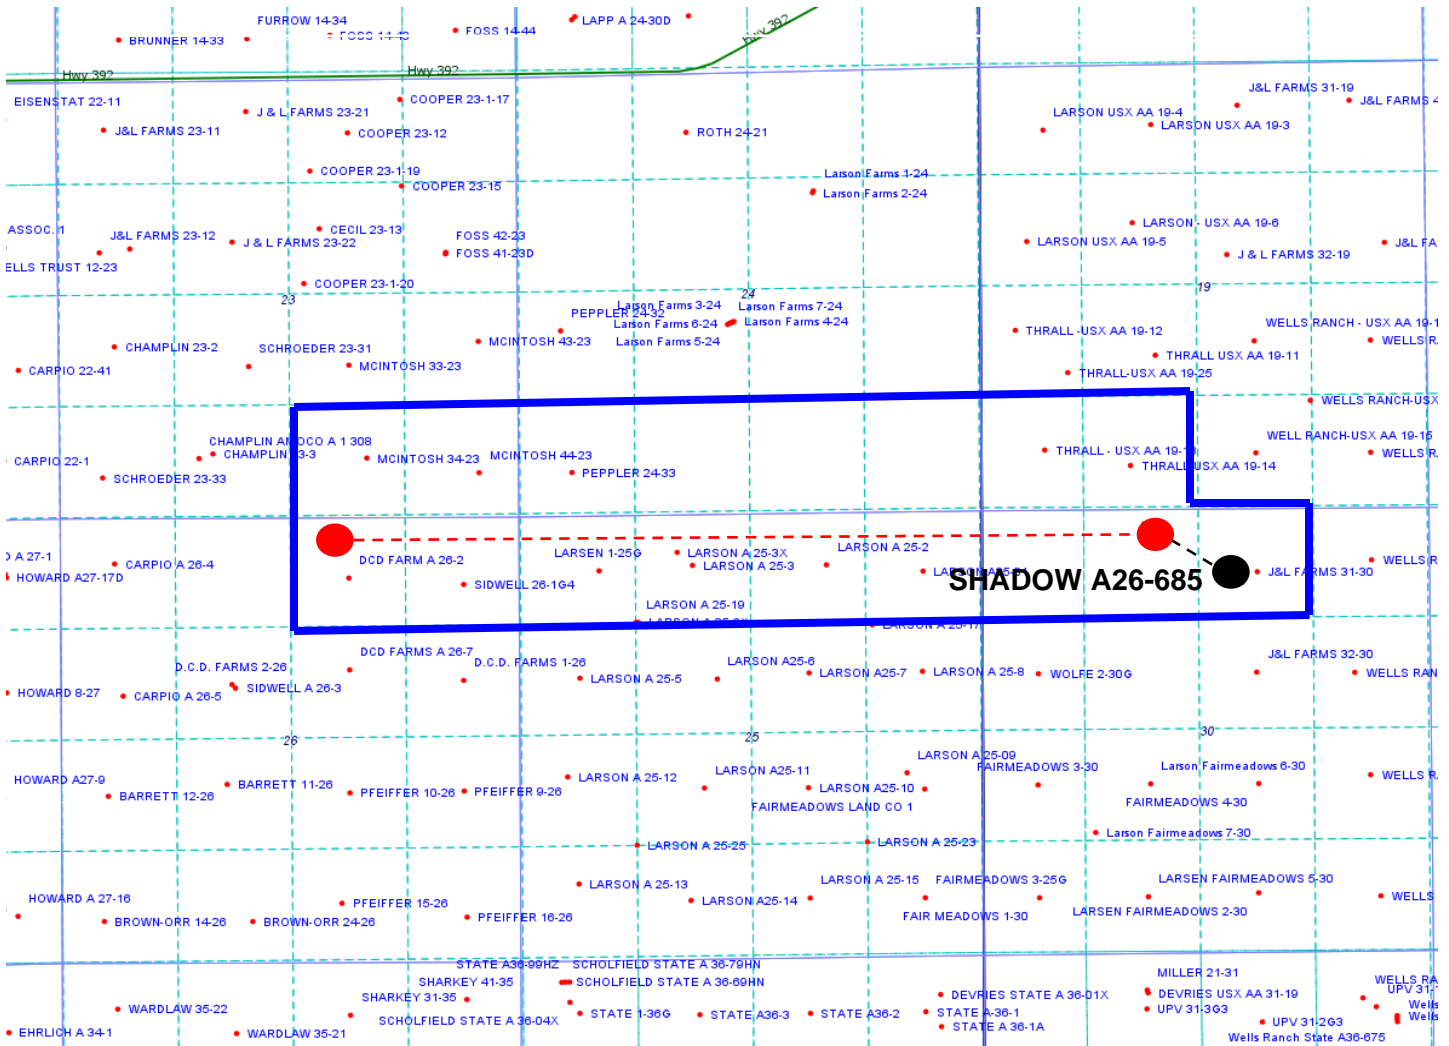 FURROW 14-34
LAPP A 24-30D
BRUNNER 14-33
FOSS 14-44
Hwy 392
Hwy 392
Hwy 392
EISENSTAT 22-11
J & L FARMS 23-21
COOPER 23-1-17
J&L FARMS 23-11
COOPER 23-12
ROTH 24-21
LARSON USX AA 19-4
LARSON USX AA 19-3
J&L FARMS 31-19
J&L FARMS 4
COOPER 23-1-19
COOPER 23-15
Larson Farms 1-24
Larson Farms 2-24
ASSOC. 1
J&L FARMS 23-12
J & L FARMS 23-22
CECIL 23-13
FOSS 42-23
FOSS 41-23D
LARSON - USX AA 19-6
LARSON USX AA 19-5
J & L FARMS 32-19
J&L FA
ELLS TRUST 12-23
COOPER 23-1-20
23
24
19
Larson Farms 3-24
Larson Farms 7-24
PEPPLER 24-32
Larson Farms 6-24
Larson Farms 4-24
Larson Farms 5-24
THRALL -USX AA 19-12
WELLS RANCH - USX AA 19-1
WELLS R
CHAMPLIN 23-2
SCHROEDER 23-31
MCINTOSH 43-23
THRALL USX AA 19-11
CARPIO 22-41
MCINTOSH 33-23
THRALL-USX AA 19-25
WELLS RANCH-USX
CHAMPLIN AMOCO A 1 308
CHAMPLIN 23-3
MCINTOSH 34-23
MCINTOSH 44-23
PEPPLER 24-33
THRALL - USX AA 19-13
THRALL USX AA 19-14
WELL RANCH-USX AA 19-15
WELLS R
CARPIO 22-1
SCHROEDER 23-33
D A 27-1
HOWARD A27-17D
CARPIO A 26-4
DCD FARM A 26-2
SIDWELL 26-1G4
LARSEN 1-25G
LARSON A 25-3X
LARSON A 25-3
LARSON A 25-2
SHADOW A26-685
J&L FARMS 31-30
WELLS R
LARSON A 25-19
D.C.D. FARMS 2-26
DCD FARMS A 26-7
D.C.D. FARMS 1-26
LARSON A25-6
J&L FARMS 32-30
HOWARD 8-27
CARPIO A 26-5
SIDWELL A 26-3
LARSON A 25-5
LARSON A25-7
LARSON A 25-8
WOLFE 2-30G
WELLS RAN
26
25
30
HOWARD A27-9
BARRETT 12-26
BARRETT 11-26
PFEIFFER 10-26
PFEIFFER 9-26
LARSON A 25-12
LARSON A25-11
LARSON A25-10
LARSON A 25-09
FAIRMEADOWS 3-30
Larson Fairmeadows 6-30
WELLS R
FAIRMEADOWS LAND CO 1
FAIRMEADOWS 4-30
Larson Fairmeadows 7-30
LARSON A 25-25
LARSON A 25-23
HOWARD A 27-16
PFEIFFER 15-26
LARSON A 25-13
LARSON A 25-15
FAIRMEADOWS 3-25G
LARSEN FAIRMEADOWS 5-30
BROWN-ORR 14-26
BROWN-ORR 24-26
PFEIFFER 16-26
LARSON A25-14
FAIR MEADOWS 1-30
LARSEN FAIRMEADOWS 2-30
WELLS
STATE A36-99HZ
SCHOLFIELD STATE A 36-79HN
SHARKEY 41-35
SCHOLFIELD STATE A 36-69HN
MILLER 21-31
WELLS RA
SHARKEY 31-35
DEVRIES STATE A 36-01X
DEVRIES USX AA 31-19
UPV 31-
WARDLAW 35-22
SCHOLFIELD STATE A 36-04X
STATE 1-36G
STATE A36-3
STATE A36-2
STATE A-36-1
UPV 31-3G3
Wells
Wells
EHRLICH A 34-1
WARDLAW 35-21
STATE A 36-1A
UPV 31-2G3
Wells Ranch State A36-675